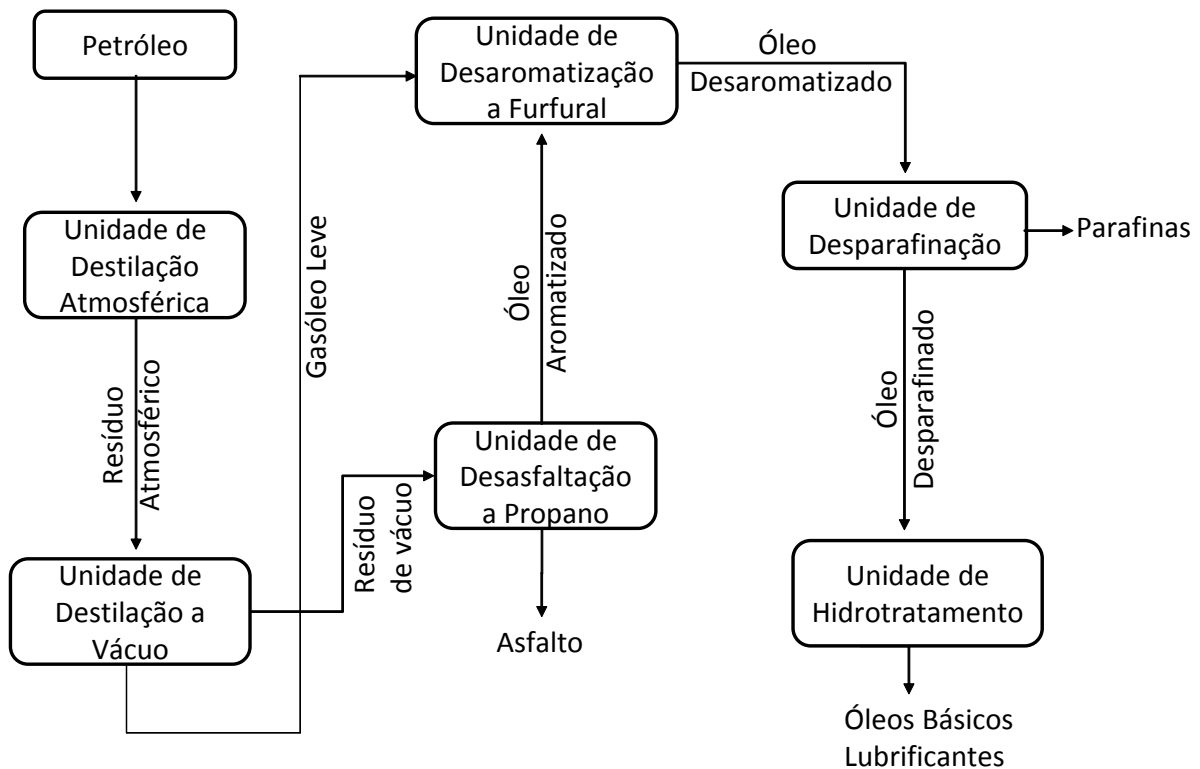 Petróleo
Unidade de
Destilação
Atmosférica
Resíduo
Atmosférico
Unidade de
Destilação a
Vácuo
Gasóleo Leve
Resíduo
de vácuo
Unidade de
Desasfaltação
a Propano
Asfalto
Óleo
Aromatizado
Unidade de
Desaromatização
a Furfural
Óleo
Desaromatizado
Unidade de
Desparafinação
Parafinas
Óleo
Desparafinado
Unidade de
Hidrotratamento
Óleos Básicos
Lubrificantes